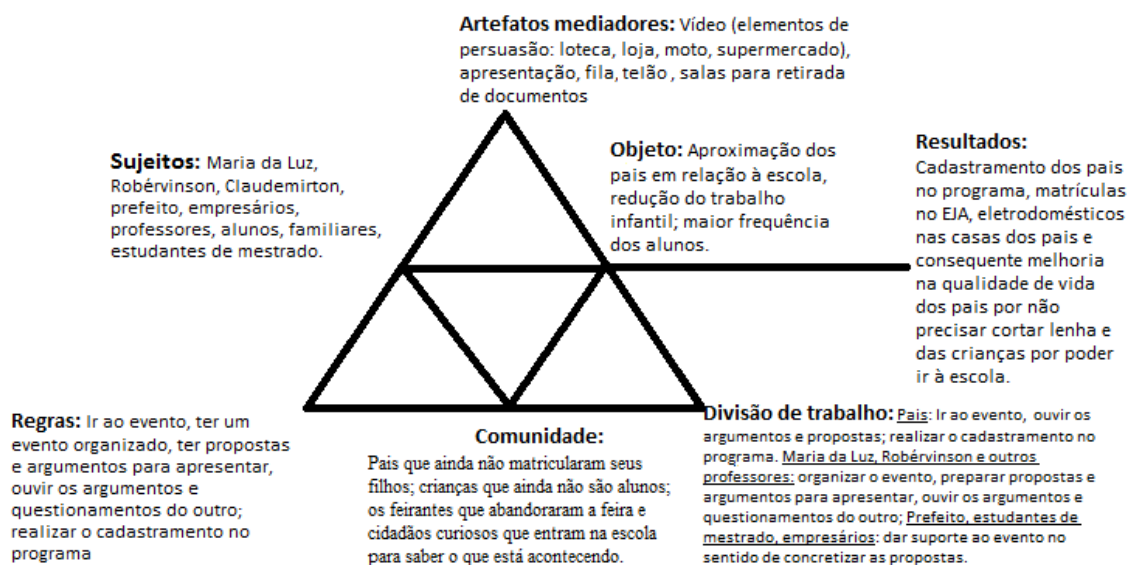 Artefatos mediadores: Vídeo (elementos de
persuasão: loteca, loja, moto, supermercado),
apresentação, fila, telão , salas para retirada
de documentos
Sujeitos: Maria da Luz,
Robérvinson, Claudemirton,
prefeito, empresários,
professores, alunos, familiares,
estudantes de mestrado.
Objeto: Aproximação dos
pais em relação à escola,
redução do trabalho
infantil; maior frequência
dos alunos.
Resultados:
Cadastramento dos pais
no programa, matrículas
no EJA, eletrodomésticos
nas casas dos pais e
consequente melhoria
na qualidade de vida
dos pais por não
precisar cortar lenha e
das crianças por poder
ir à escola.
Regras: Ir ao evento, ter um
evento organizado, ter propostas
e argumentos para apresentar,
ouvir os argumentos e
questionamentos do outro;
realizar o cadastramento no
programa
Comunidade:
Pais que ainda não matricularam seus
filhos; crianças que ainda não são alunos;
os feirantes que abandoraram a feira e
cidadãos curiosos que entram na escola
para saber o que está acontecendo.
Divisão de trabalho: Pais: Ir ao evento, ouvir os
argumentos e propostas; realizar o cadastramento no
programa. Maria da Luz, Robérvinson e outros
professores: organizar o evento, preparar propostas e
argumentos para apresentar, ouvir os argumentos e
questionamentos do outro; Prefeito, estudantes de
mestrado, empresários: dar suporte ao evento no
sentido de concretizar as propostas.